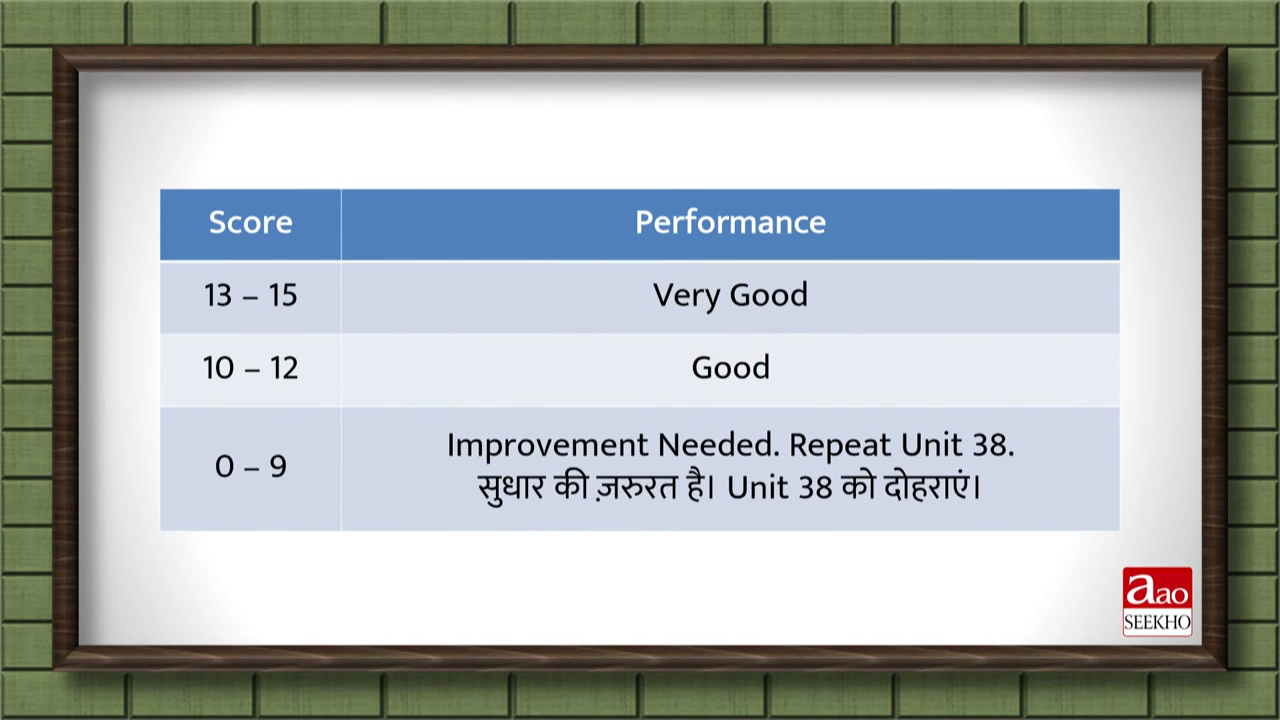 Score Performance
13 – 15 Very Good
10 – 12 Good
0 – 9 Improvement Needed. Repeat Unit 38.
सुधार की ज़रुरत है। Unit 38 को दोहराएं।
aao
SEEKHO